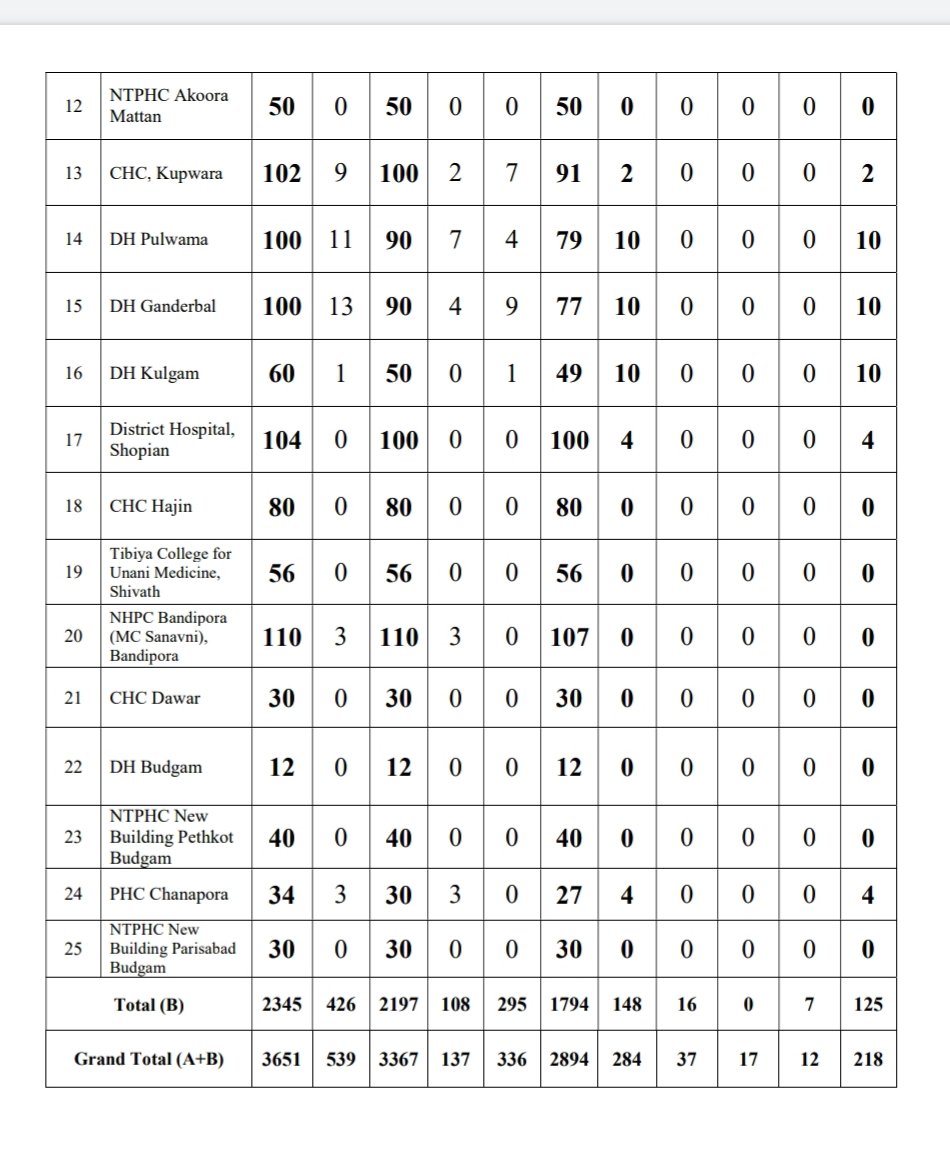 12 NTPHC Akoora Mattan 50 0 50 0 0 50 0 0 0 0 0
13 CHC, Kupwara 102 9 100 2 7 91 2 0 0 0 2
14 DH Pulwama 100 11 90 7 4 79 10 0 0 0 10
15 DH Ganderbal 100 13 90 4 9 77 10 0 0 0 10
16 DH Kulgam 60 1 50 0 1 49 10 0 0 0 10
17 District Hospital, Shopian 104 0 100 0 0 100 4 0 0 0 4
18 CHC Hajin 80 0 80 0 0 80 0 0 0 0 0
19 Tibiya College for Unani Medicine, Shivath 56 0 56 0 0 56 0 0 0 0 0
20 NHPC Bandipora (MC Sanavni), Bandipora 110 3 110 3 0 107 0 0 0 0 0
21 CHC Dawar 30 0 30 0 0 30 0 0 0 0 0
22 DH Budgam 12 0 12 0 0 12 0 0 0 0 0
23 NTPHC New Building Pethkot Budgam 40 0 40 0 0 40 0 0 0 0 0
24 PHC Chanapora 34 3 30 3 0 27 4 0 0 0 4
25 NTPHC New Building Parisabad Budgam 30 0 30 0 0 30 0 0 0 0 0
Total (B) 2345 426 2197 108 295 1794 148 16 0 7 125
Grand Total (A+B) 3651 539 3367 137 336 2894 284 37 17 12 218